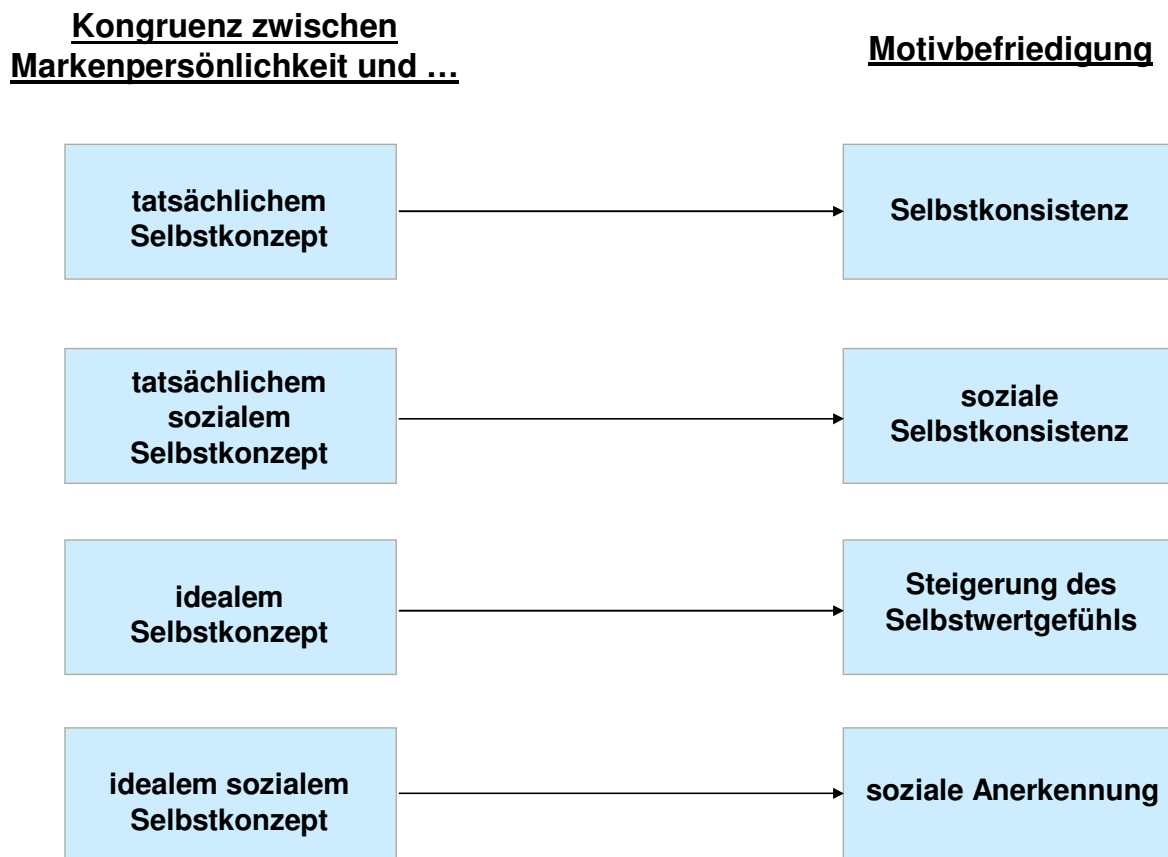 Kongruenz zwischen
Markenpersönlichkeit und …
Motivbefriedigung
tatsächlichem
Selbstkonzept
Selbstkonsistenz
tatsächlichem
sozialem
Selbstkonzept
soziale
Selbstkonsistenz
idealem
Selbstkonzept
Steigerung des
Selbstwertgefühls
idealem sozialem
Selbstkonzept
soziale Anerkennung